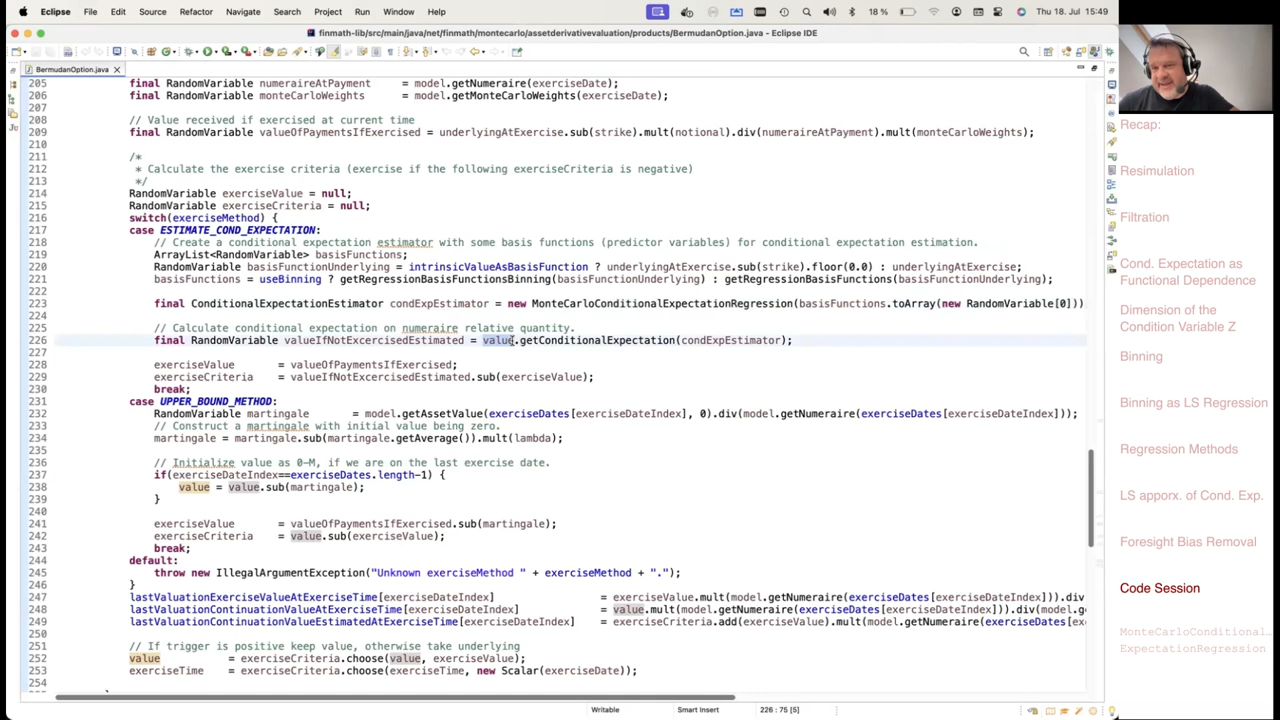 Eclipse File Edit Source Refactor Navigate Search Project Run Window Help 18 % Thu 18. Jul 15:49
finmath-lib/src/main/java/net/finmath/montecarlo/assetderivativevaluation/products/BermudanOption.java - Eclipse IDE
BermudanOption.java
205 final RandomVariable numeraireAtPayment = model.getNumeraire(exerciseDate);
206 final RandomVariable monteCarloWeights = model.getMonteCarloWeights(exerciseDate);
207
208 // Value received if exercised at current time
209 final RandomVariable valueOfPaymentsIfExercised = underlyingAtExercise.sub(strike).mult(notional).div(numeraireAtPayment).mult(monteCarloWeights);
210
211 /*
212 * Calculate the exercise criteria (exercise if the following exerciseCriteria is negative)
213 */
214 RandomVariable exerciseValue = null;
215 RandomVariable exerciseCriteria = null;
216 switch(exerciseMethod) {
217 case ESTIMATE_COND_EXPECTATION:
218 // Create a conditional expectation estimator with some basis functions (predictor variables) for conditional expectation estimation.
219 ArrayList<RandomVariable> basisFunctions;
220 RandomVariable basisFunctionUnderlying = intrinsicValueAsBasisFunction ? underlyingAtExercise.sub(strike).floor(0.0) : underlyingAtExercise;
221 basisFunctions = useBinning ? getRegressionBasisFunctionsBinning(basisFunctionUnderlying) : getRegressionBasisFunctions(basisFunctionUnderlying);
222
223 final ConditionalExpectationEstimator condExpEstimator = new MonteCarloConditionalExpectationRegression(basisFunctions.toArray(new RandomVariable[0]))
224
225 // Calculate conditional expectation on numeraire relative quantity.
226 final RandomVariable valueIfNotExcercisedEstimated = value.getConditionalExpectation(condExpEstimator);
227
228 exerciseValue = valueOfPaymentsIfExercised;
229 exerciseCriteria = valueIfNotExcercisedEstimated.sub(exerciseValue);
230 break;
231 case UPPER_BOUND_METHOD:
232 RandomVariable martingale = model.getAssetValue(exerciseDates[exerciseDateIndex], 0).div(model.getNumeraire(exerciseDates[exerciseDateIndex]));
233 // Construct a martingale with initial value being zero.
234 martingale = martingale.sub(martingale.getAverage()).mult(lambda);
235
236 // Initialize value as 0-M, if we are on the last exercise date.
237 if(exerciseDateIndex==exerciseDates.length-1) {
238 value = value.sub(martingale);
239 }
240
241 exerciseValue = valueOfPaymentsIfExercised.sub(martingale);
242 exerciseCriteria = value.sub(exerciseValue);
243 break;
244 default:
245 throw new IllegalArgumentException("Unknown exerciseMethod " + exerciseMethod + ".");
246 }
247 lastValuationExerciseValueAtExerciseTime[exerciseDateIndex] = exerciseValue.mult(model.getNumeraire(exerciseDates[exerciseDateIndex])).div
248 lastValuationContinuationValueAtExerciseTime[exerciseDateIndex] = value.mult(model.getNumeraire(exerciseDates[exerciseDateIndex])).div(model.ge
249 lastValuationContinuationValueEstimatedAtExerciseTime[exerciseDateIndex] = exerciseCriteria.add(exerciseValue).mult(model.getNumeraire(exerciseDates[ex
250
251 // If trigger is positive keep value, otherwise take underlying
252 value = exerciseCriteria.choose(value, exerciseValue);
253 exerciseTime = exerciseCriteria.choose(exerciseTime, new Scalar(exerciseDate));
254
Writable Smart Insert 226 : 75 [5]
Recap:
Resimulation
Filtration
Cond. Expectation as
Functional Dependence
Dimension of the
Condition Variable Z
Binning
Binning as LS Regression
Regression Methods
LS apporx. of Cond. Exp.
Foresight Bias Removal
Code Session
MonteCarloConditional...
ExpectationRegression